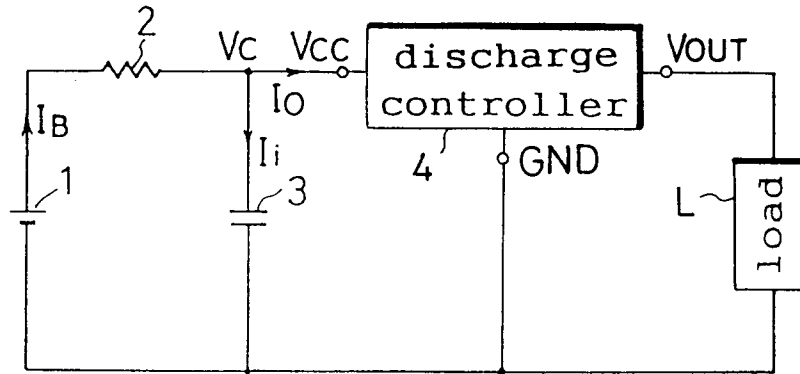 2
VC
VCC
IO
discharge
controller
VOUT
IB
Ii
4
GND
1
3
L
load